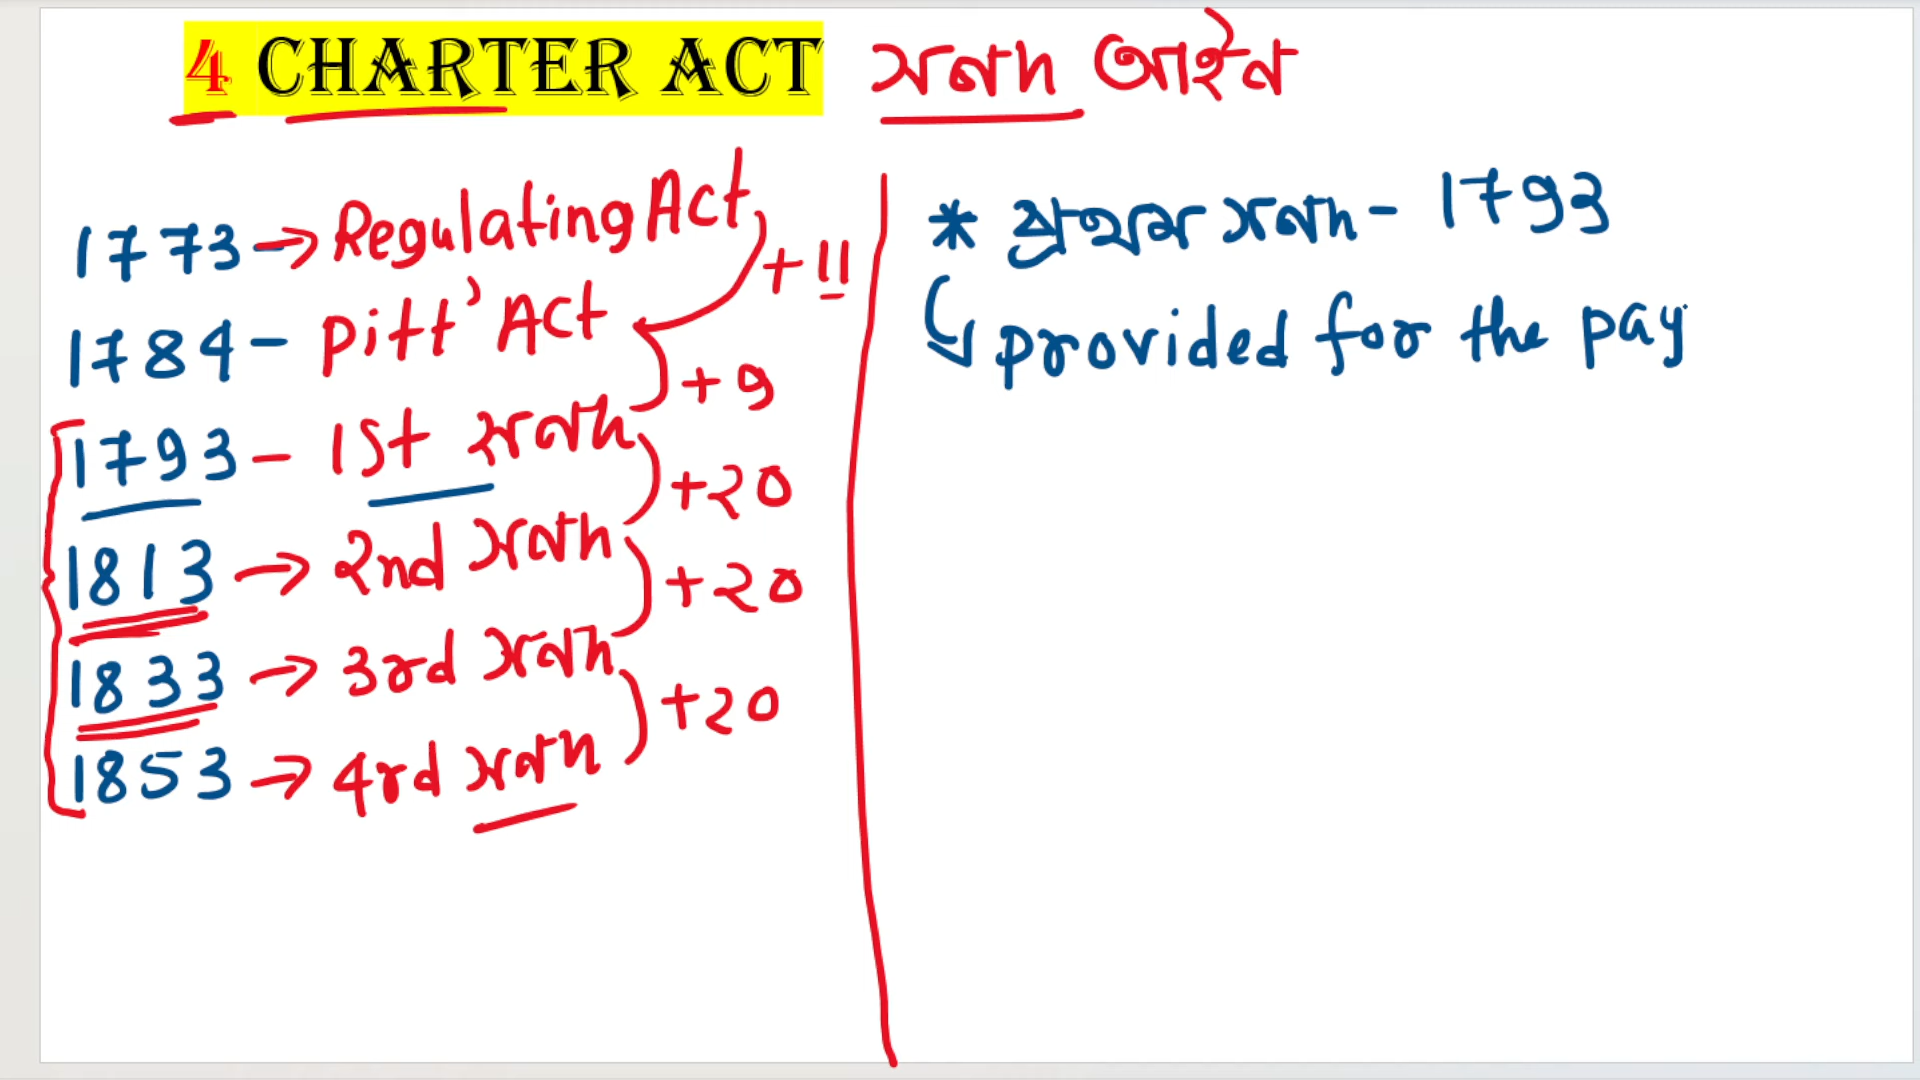 4 CHARTER ACT সনদ আইন
1773 → Regulating Act
+11
1784 - Pitt' Act
+9
1793 - 1st সনদ
+20
1813 → 2nd সনদ
+20
1833 → 3rd সনদ
+20
1853 → 4rd সনদ
* প্রথম সনদ - 1793
↳ provided for the pay